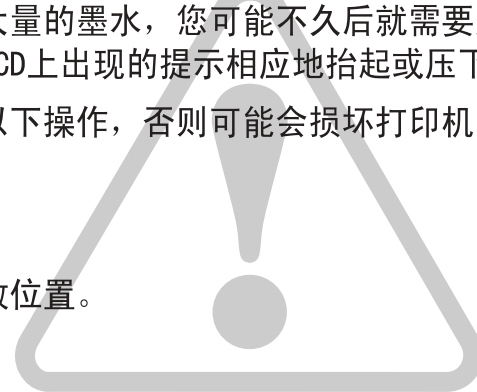 大量的墨水，您可能不久后就需要
CD上出现的提示相应地抬起或压下
以下操作，否则可能会损坏打印机
位置。